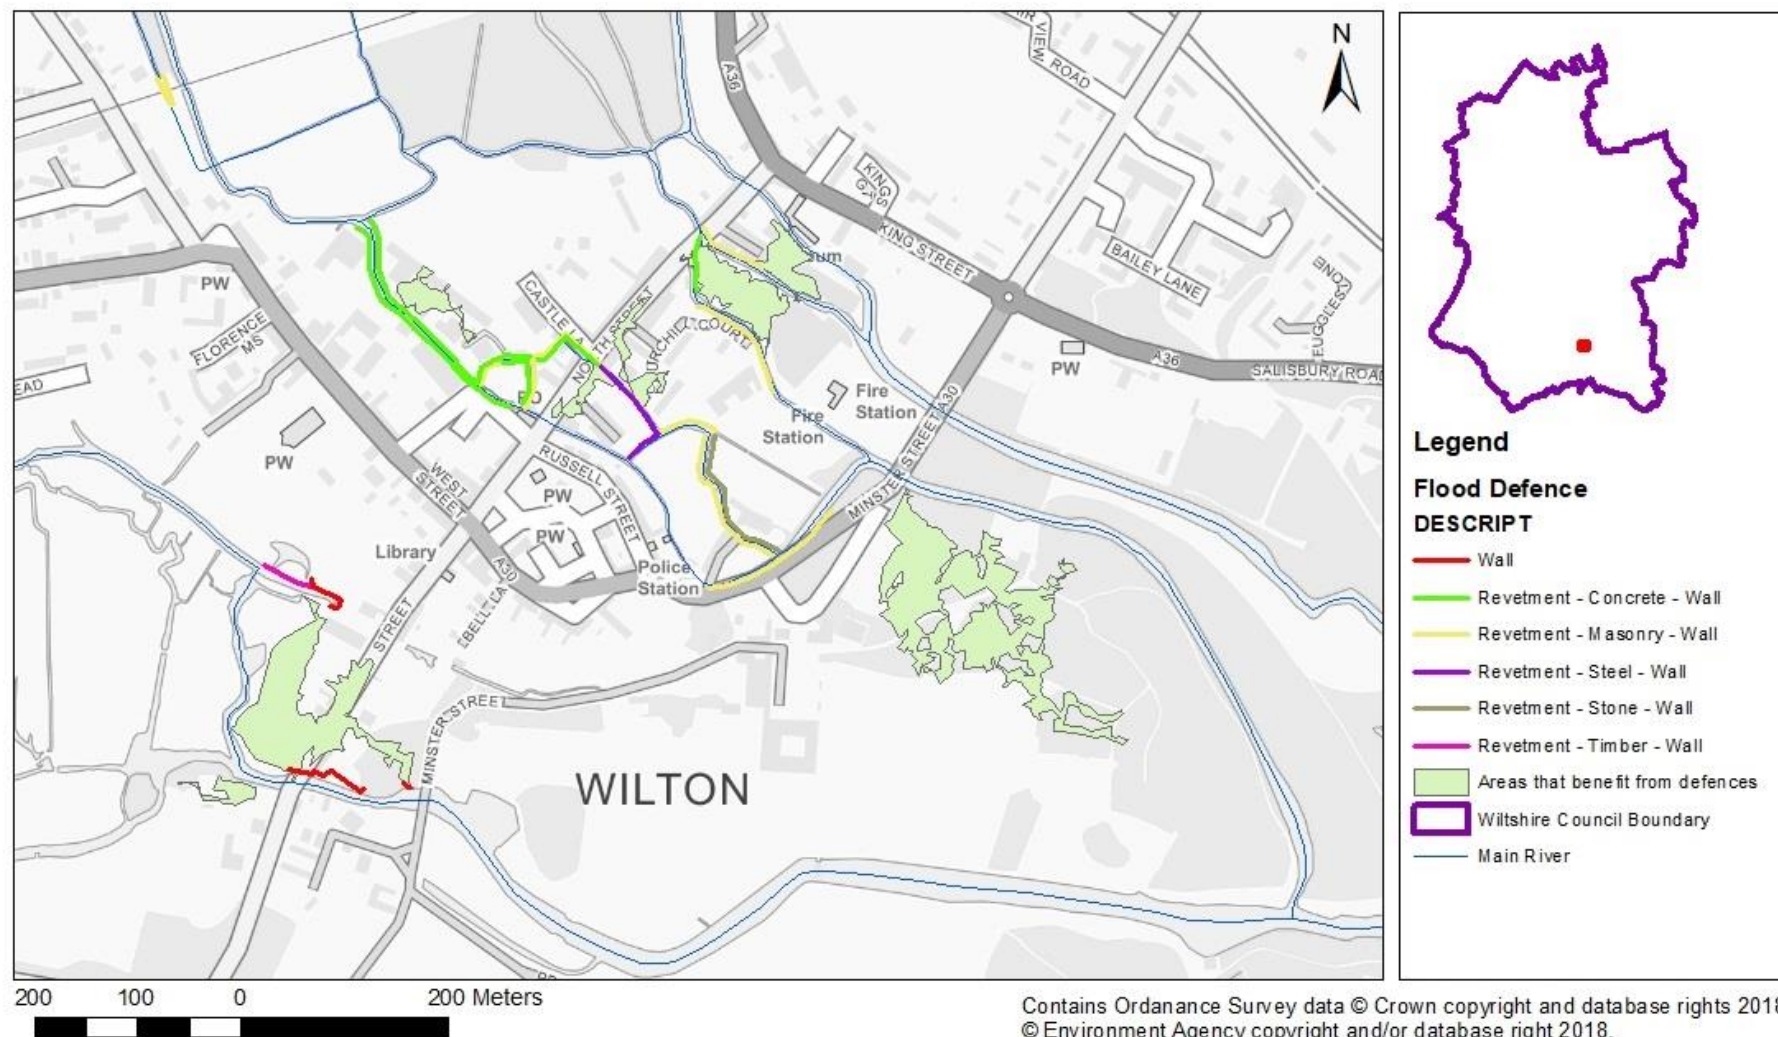 N
A36
VIEW
ROAD
KINGS
KING STREET
BAILEY LANE
PW
FLORENCE
MS
CASTLE
NORTH STREET
COURT
A36
SALISBURY ROAD
PW
Fire
Station
Fire
Station
MINSTER STREET A30
PW
WEST
STREET
RUSSELL STREET
PW
PW
Library
A30
Police
Station
STREET
MINSTER STREET
WILTON
200 100 0 200 Meters
Legend
Flood Defence
DESCRIPT
Wall
Revetment - Concrete - Wall
Revetment - Masonry - Wall
Revetment - Steel - Wall
Revetment - Stone - Wall
Revetment - Timber - Wall
Areas that benefit from defences
Wiltshire Council Boundary
Main River
Contains Ordanance Survey data © Crown copyright and database rights 2018
© Environment Agency copyright and/or database right 2018.